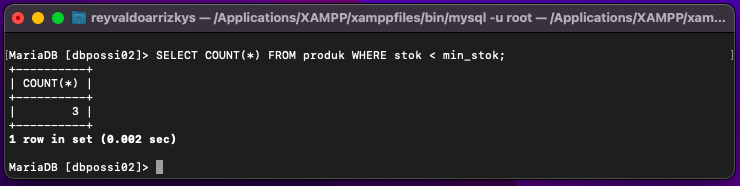 reyvaldoarrizkys — /Applications/XAMPP/xamppfiles/bin/mysql -u root — /Applications/XAMPP/xam...
[MariaDB [dbpossi02]> SELECT COUNT(*) FROM produk WHERE stok < min_stok; ]
+----------+
| COUNT(*) |
+----------+
|        3 |
+----------+
1 row in set (0.002 sec)
MariaDB [dbpossi02]>